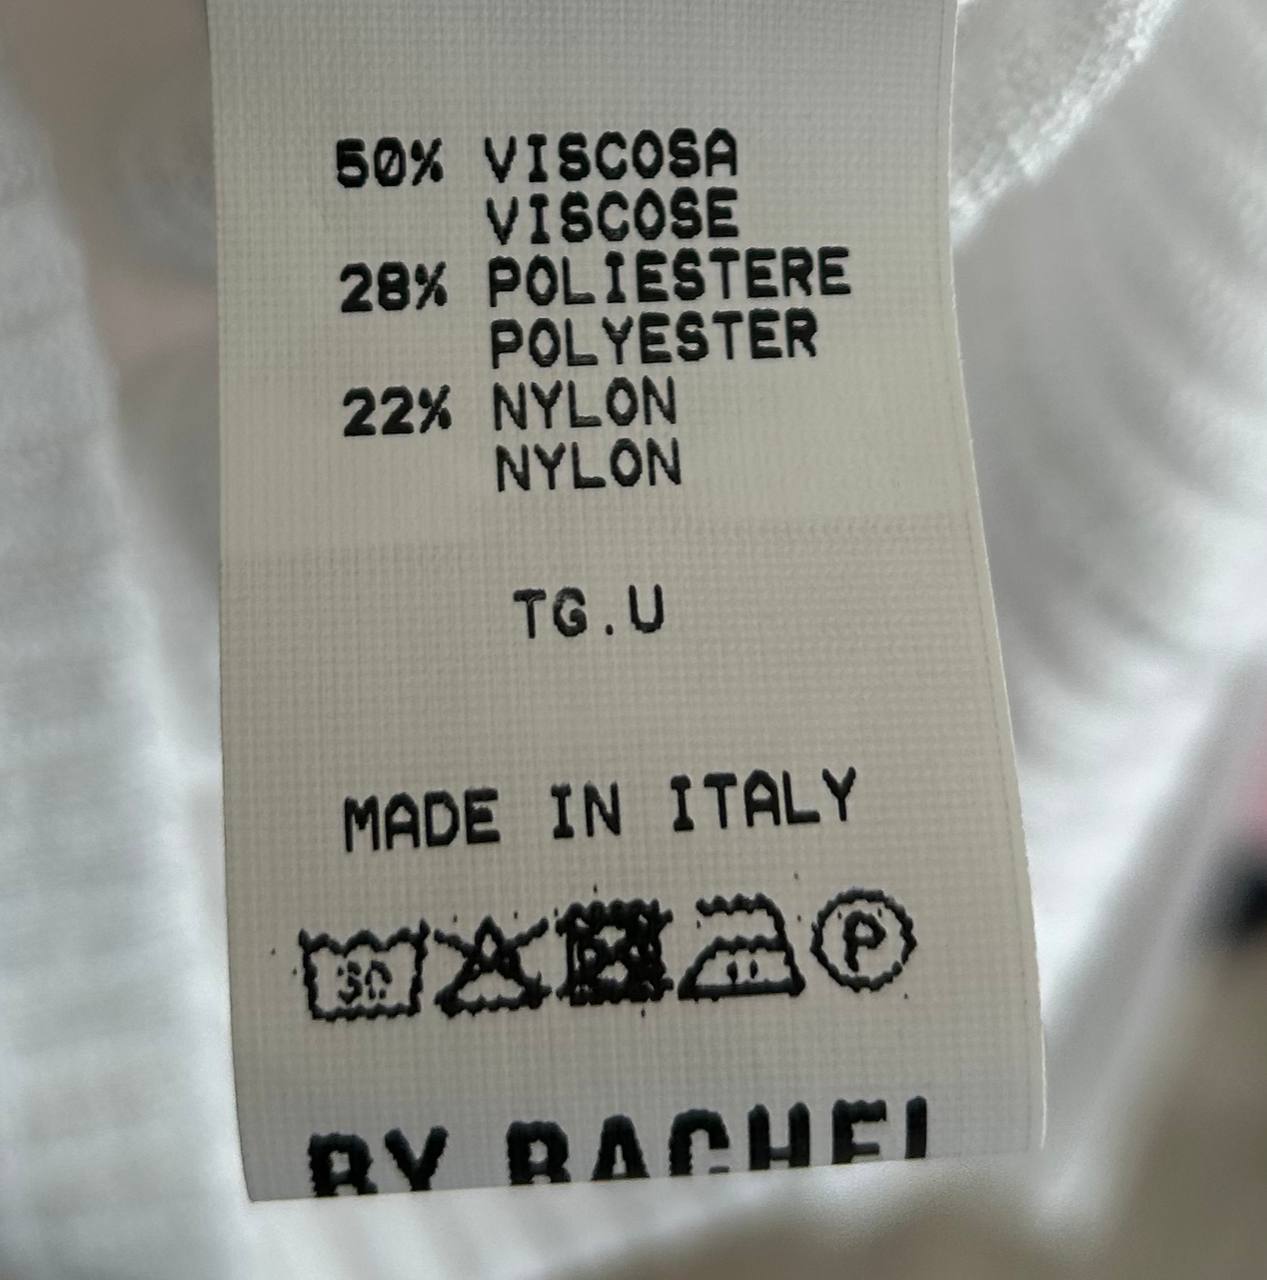 50% VISCOSA
VISCOSE
28% POLIESTERE
POLYESTER
22% NYLON
NYLON
TG.U
MADE IN ITALY
30
P
BY RACHEL